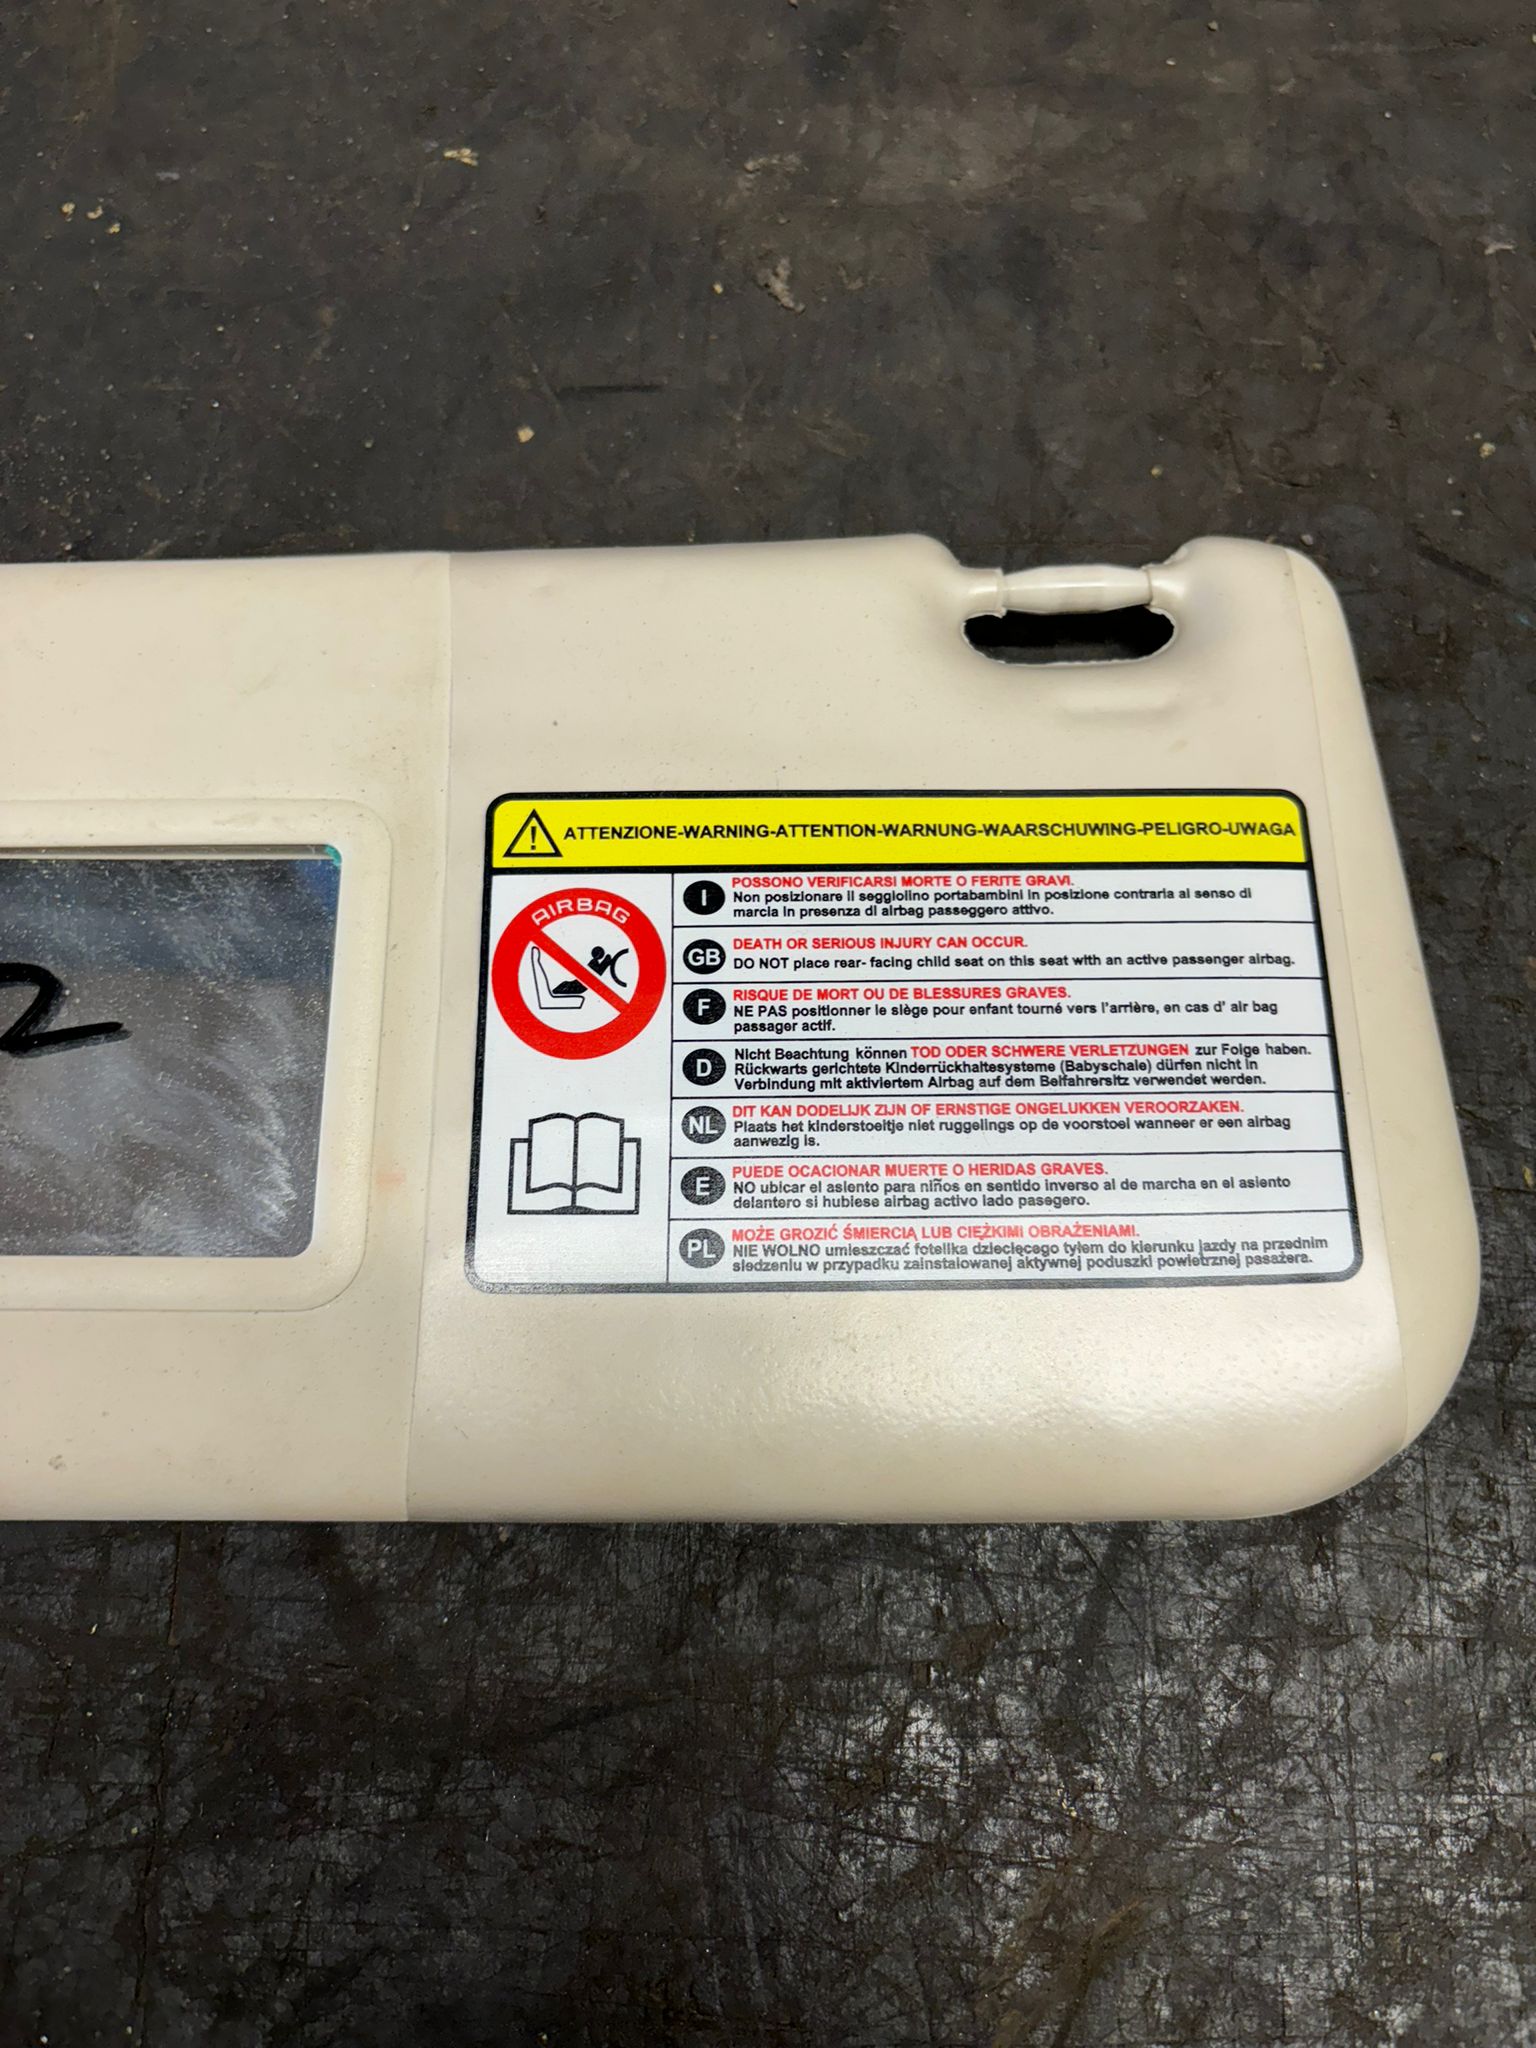 ATTENZIONE-WARNING-ATTENTION-WARNUNG-WAARSCHUWING-PELIGRO-UWAGA
AIRBAG
I
POSSONO VERIFICARSI MORTE O FERITE GRAVI.
Non posizionare il seggiolino portabambini in posizione contraria al senso di
marcia in presenza di airbag passeggero attivo.
GB
DEATH OR SERIOUS INJURY CAN OCCUR.
DO NOT place rear- facing child seat on this seat with an active passenger airbag.
F
RISQUE DE MORT OU DE BLESSURES GRAVES.
NE PAS positionner le siège pour enfant tourné vers l'arrière, en cas d' air bag
passager actif.
D
Nicht Beachtung können TOD ODER SCHWERE VERLETZUNGEN zur Folge haben.
Rückwarts gerichtete Kinderrückhaltesysteme (Babyschale) dürfen nicht in
Verbindung mit aktiviertem Airbag auf dem Beifahrersitz verwendet werden.
NL
DIT KAN DODELIJK ZIJN OF ERNSTIGE ONGELUKKEN VEROORZAKEN.
Plaats het kinderstoeltje niet ruggelings op de voorstoel wanneer er een airbag
aanwezig is.
E
PUEDE OCACIONAR MUERTE O HERIDAS GRAVES.
NO ubicar el asiento para niños en sentido inverso al de marcha en el asiento
delantero si hubiese airbag activo lado pasegero.
PL
MOŻE GROZIĆ ŚMIERCIĄ LUB CIĘŻKIMI OBRAŻENIAMI.
NIE WOLNO umieszczać fotelika dziecięcego tyłem do kierunku jazdy na przednim
siedzeniu w przypadku zainstalowanej aktywnej poduszki powietrznej pasażera.
2